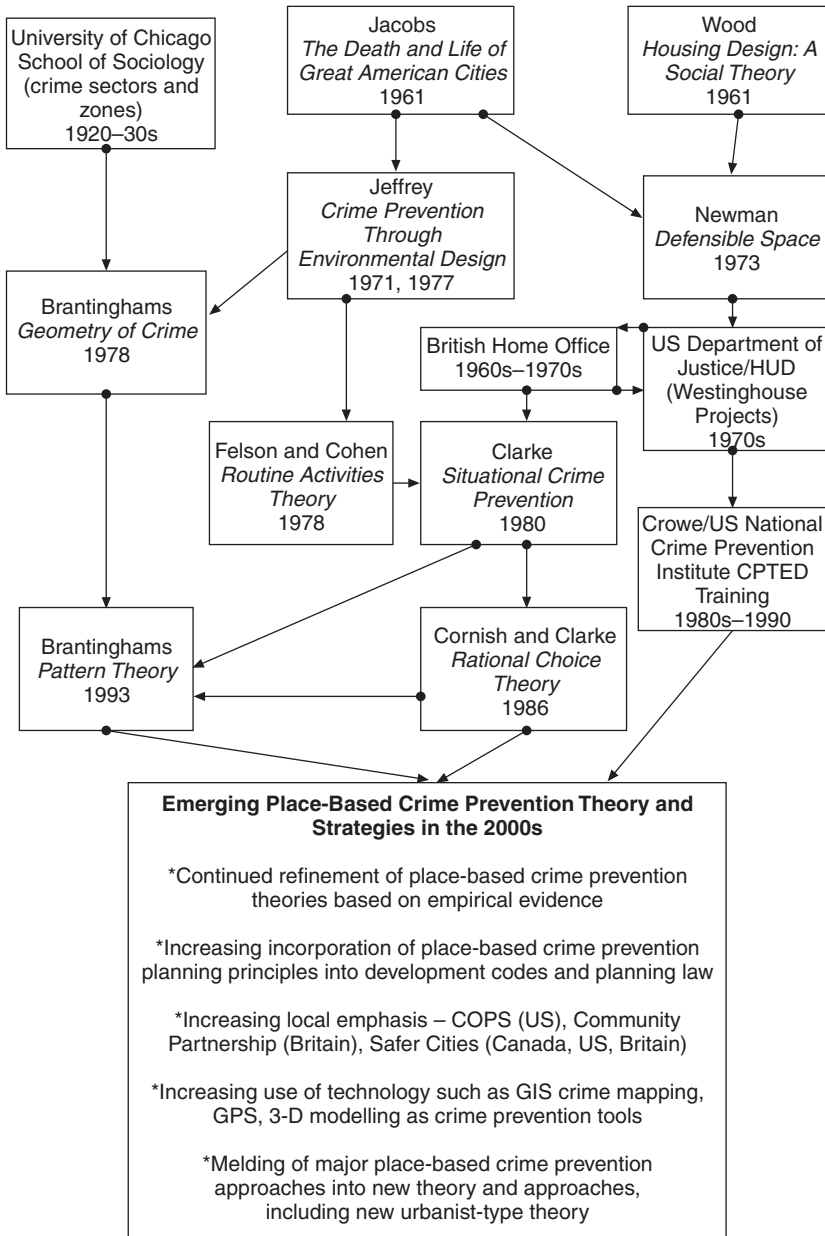 University of Chicago
School of Sociology
(crime sectors and
zones)
1920–30s
Jacobs
The Death and Life of
Great American Cities
1961
Wood
Housing Design: A
Social Theory
1961
Jeffrey
Crime Prevention
Through
Environmental Design
1971, 1977
Newman
Defensible Space
1973
Brantinghams
Geometry of Crime
1978
British Home Office
1960s–1970s
US Department of
Justice/HUD
(Westinghouse
Projects)
1970s
Felson and Cohen
Routine Activities
Theory
1978
Clarke
Situational Crime
Prevention
1980
Crowe/US National
Crime Prevention
Institute CPTED
Training
1980s–1990
Brantinghams
Pattern Theory
1993
Cornish and Clarke
Rational Choice
Theory
1986
Emerging Place-Based Crime Prevention Theory and
Strategies in the 2000s
*Continued refinement of place-based crime prevention
theories based on empirical evidence
*Increasing incorporation of place-based crime prevention
planning principles into development codes and planning law
*Increasing local emphasis – COPS (US), Community
Partnership (Britain), Safer Cities (Canada, US, Britain)
*Increasing use of technology such as GIS crime mapping,
GPS, 3-D modelling as crime prevention tools
*Melding of major place-based crime prevention
approaches into new theory and approaches,
including new urbanist-type theory